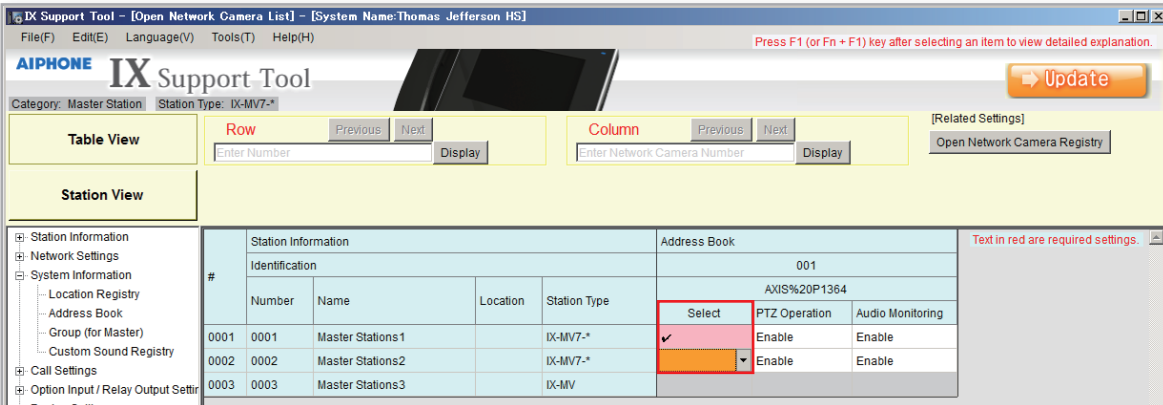 IX Support Tool - [Open Network Camera List] - [System Name:Thomas Jefferson HS]
File(F) Edit(E) Language(V) Tools(T) Help(H)
Press F1 (or Fn + F1) key after selecting an item to view detailed explanation.
AIPHONE IX Support Tool
Update
Category: Master Station Station Type: IX-MV7-*
Table View
Row Previous Next
Enter Number Display
Column Previous Next
Enter Network Camera Number Display
[Related Settings]
Open Network Camera Registry
Station View
Station Information
Network Settings
System Information
Location Registry
Address Book
Group (for Master)
Custom Sound Registry
Call Settings
Option Input / Relay Output Settin
# Station Information Address Book
Identification 001
AXIS%20P1364
Number Name Location Station Type Select PTZ Operation Audio Monitoring
0001 0001 Master Stations1 IX-MV7-* ✔ Enable Enable
0002 0002 Master Stations2 IX-MV7-* Enable Enable
0003 0003 Master Stations3 IX-MV
Text in red are required settings.